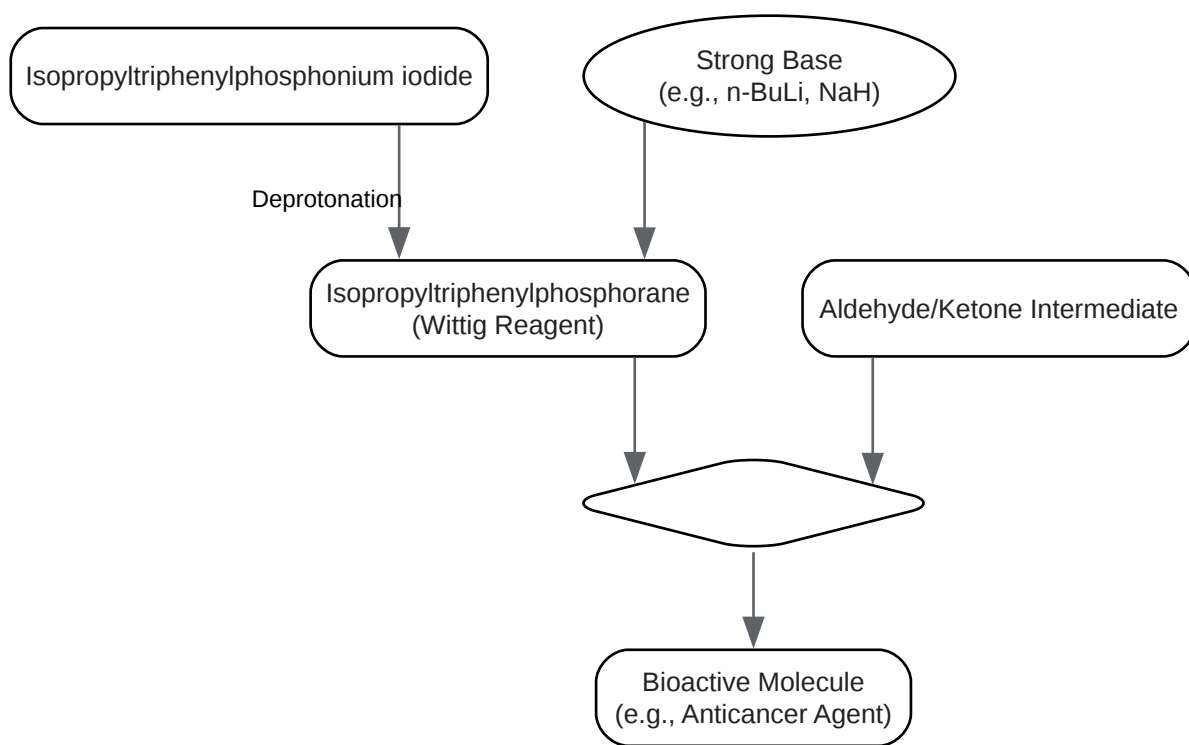 Isopropyltriphenylphosphonium iodide
Strong Base
(e.g., n-BuLi, NaH)
Deprotonation
Isopropyltriphenylphosphorane
(Wittig Reagent)
Aldehyde/Ketone Intermediate
Bioactive Molecule
(e.g., Anticancer Agent)